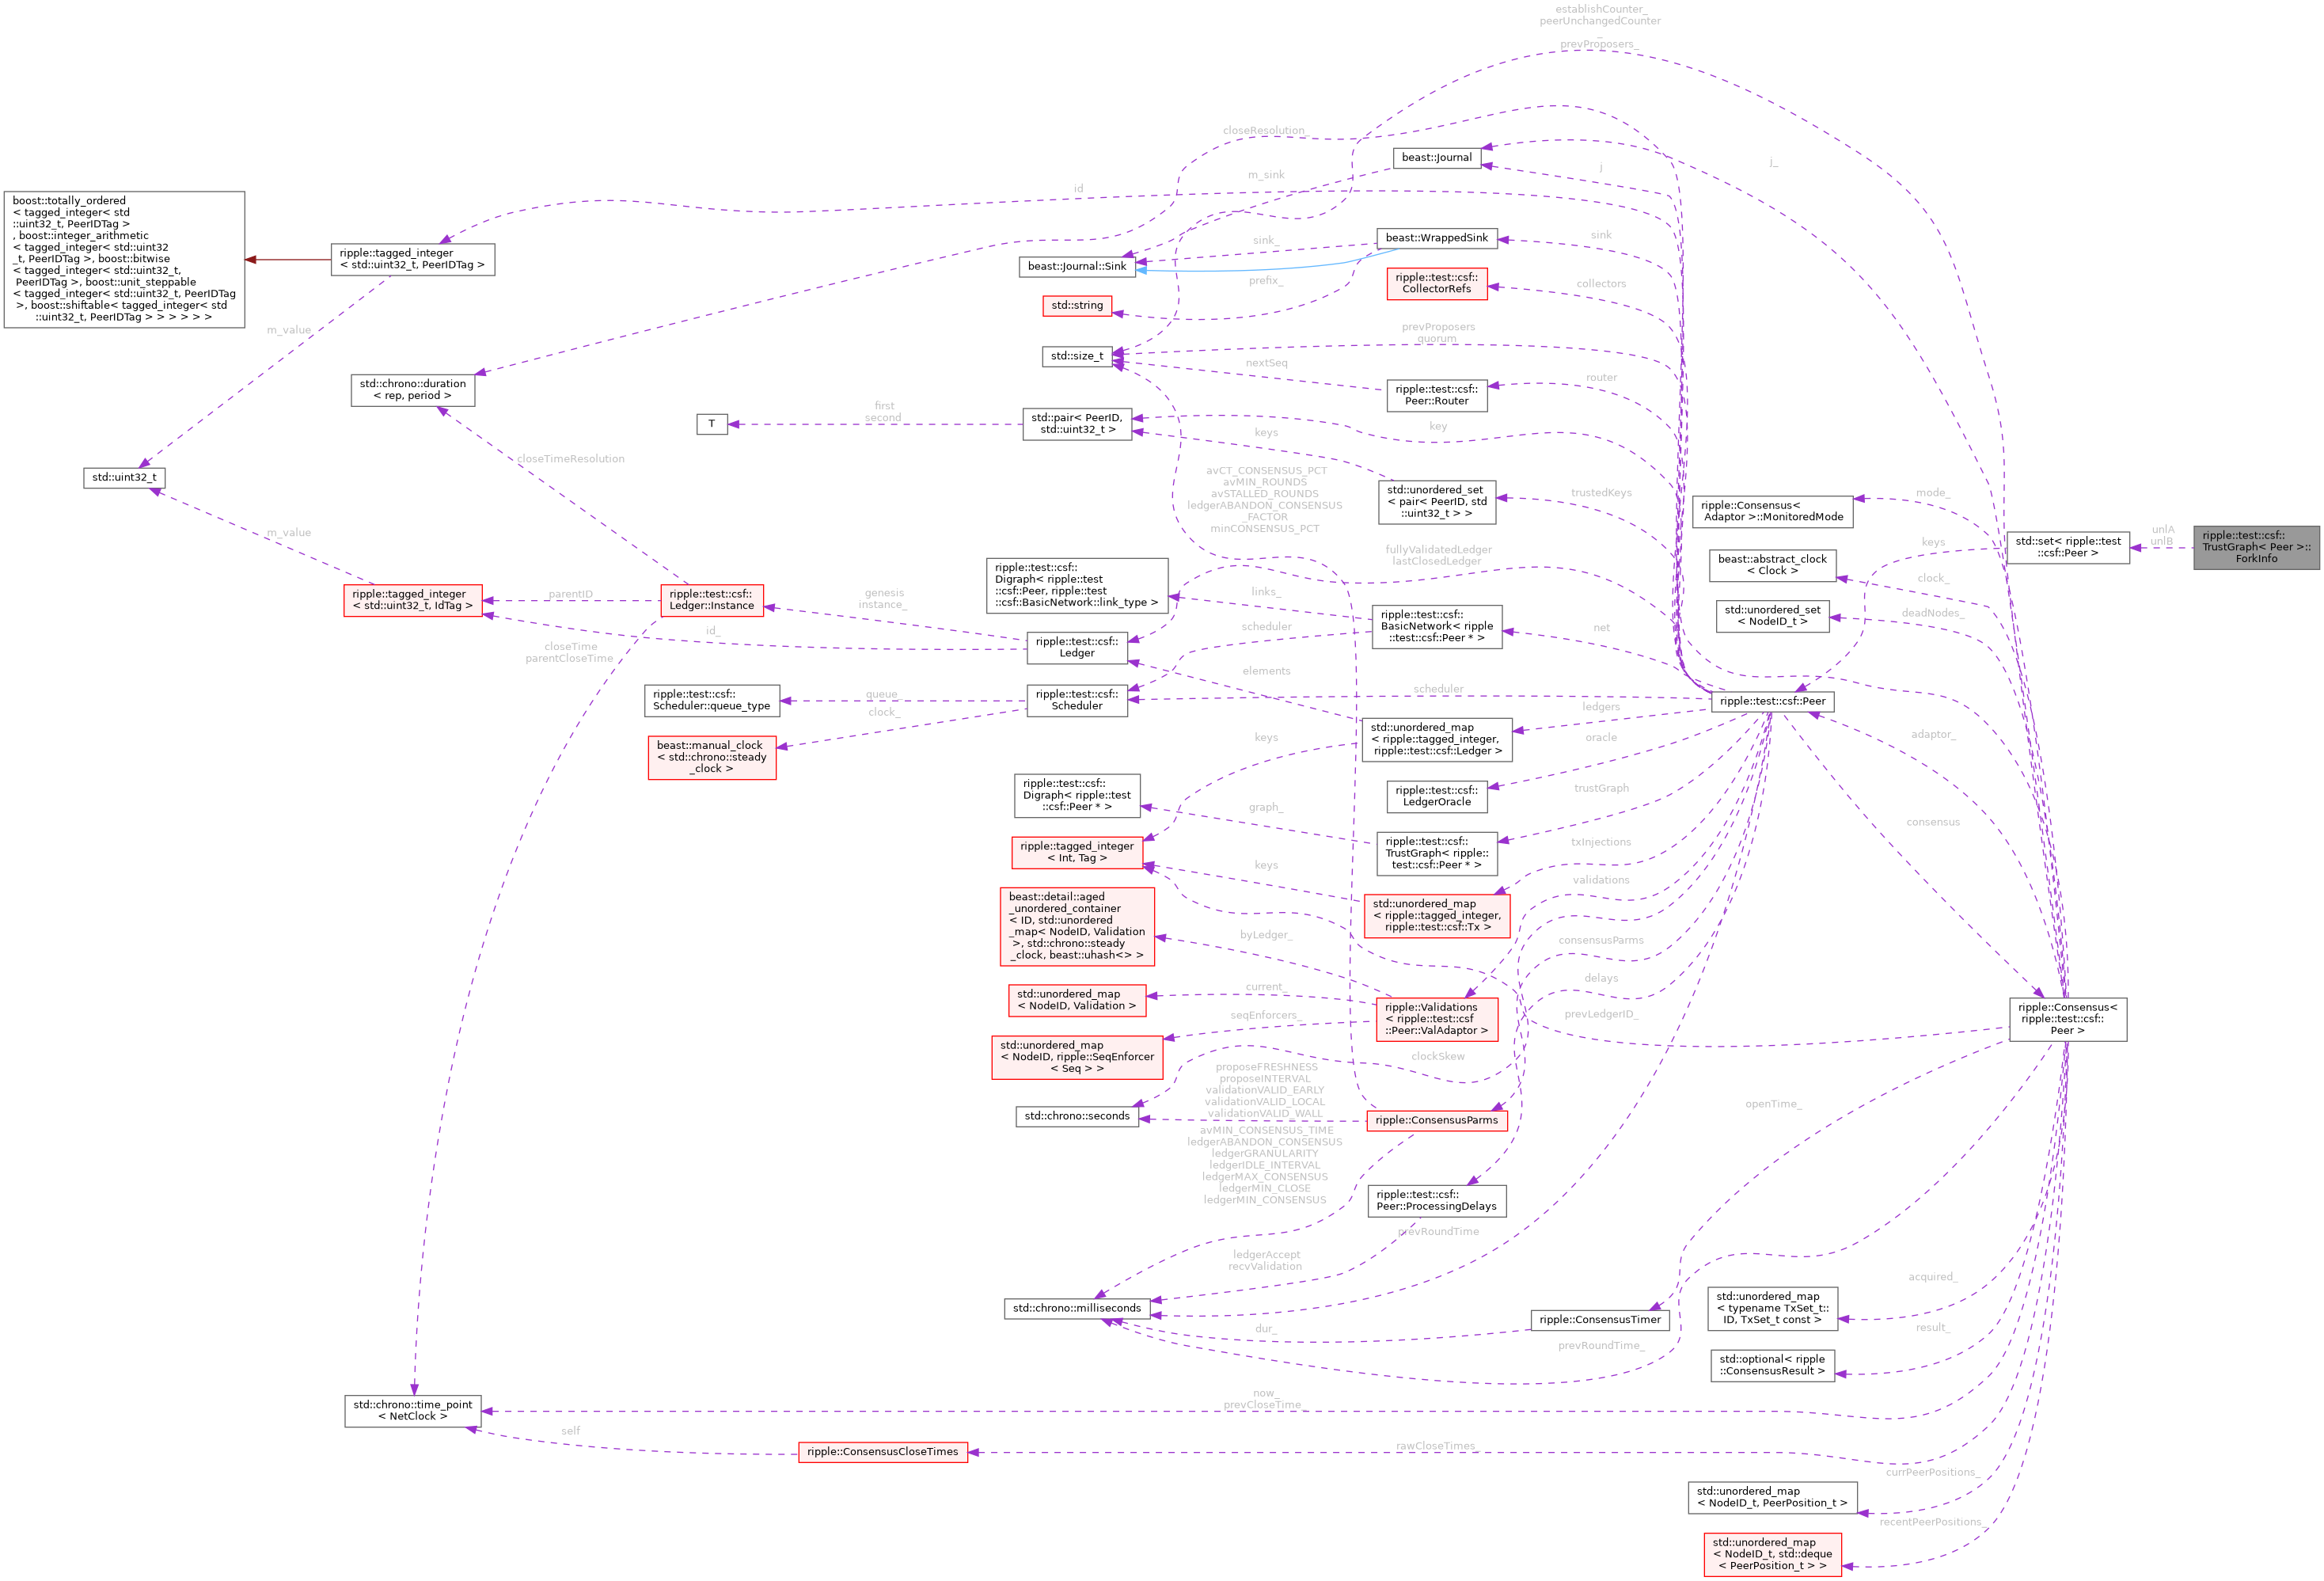 establishCounter_
peerUnchangedCounter
_
prevProposers_
closeResolution_
j_
beast::Journal
j
m_sink
id
boost::totally_ordered
< tagged_integer< std
::uint32_t, PeerIDTag >
, boost::integer_arithmetic
< tagged_integer< std::uint32
_t, PeerIDTag >, boost::bitwise
< tagged_integer< std::uint32_t,
PeerIDTag >, boost::unit_steppable
< tagged_integer< std::uint32_t, PeerIDTag
>, boost::shiftable< tagged_integer< std
::uint32_t, PeerIDTag > > > > > >
ripple::tagged_integer
< std::uint32_t, PeerIDTag >
sink_
beast::WrappedSink
sink
beast::Journal::Sink
prefix_
ripple::test::csf::
CollectorRefs
collectors
std::string
m_value
prevProposers
quorum
std::size_t
nextSeq
router
std::chrono::duration
< rep, period >
ripple::test::csf::
Peer::Router
first
second
T
std::pair< PeerID,
std::uint32_t >
key
keys
closeTimeResolution
std::uint32_t
avCT_CONSENSUS_PCT
avMIN_ROUNDS
avSTALLED_ROUNDS
ledgerABANDON_CONSENSUS
_FACTOR
minCONSENSUS_PCT
std::unordered_set
< pair< PeerID, std
::uint32_t > >
trustedKeys
ripple::Consensus<
Adaptor >::MonitoredMode
mode_
m_value
unlA
unlB
ripple::test::csf::
TrustGraph< Peer >::
ForkInfo
std::set< ripple::test
::csf::Peer >
keys
fullyValidatedLedger
lastClosedLedger
beast::abstract_clock
< Clock >
clock_
ripple::test::csf::
Digraph< ripple::test
::csf::Peer, ripple::test
::csf::BasicNetwork::link_type >
links_
ripple::tagged_integer
< std::uint32_t, IdTag >
parentID
ripple::test::csf::
Ledger::Instance
genesis
instance_
std::unordered_set
< NodeID_t >
deadNodes_
ripple::test::csf::
BasicNetwork< ripple
::test::csf::Peer * >
net
scheduler
id_
ripple::test::csf::
Ledger
closeTime
parentCloseTime
elements
ripple::test::csf::
Scheduler::queue_type
queue_
clock_
ripple::test::csf::
Scheduler
scheduler
ripple::test::csf::Peer
ledgers
beast::manual_clock
< std::chrono::steady
_clock >
keys
std::unordered_map
< ripple::tagged_integer,
ripple::test::csf::Ledger >
oracle
adaptor_
ripple::test::csf::
Digraph< ripple::test
::csf::Peer * >
graph_
ripple::test::csf::
LedgerOracle
trustGraph
ripple::tagged_integer
< Int, Tag >
ripple::test::csf::
TrustGraph< ripple::
test::csf::Peer * >
txInjections
consensus
keys
validations
beast::detail::aged
_unordered_container
< ID, std::unordered
_map< NodeID, Validation
>, std::chrono::steady
_clock, beast::uhash<> >
std::unordered_map
< ripple::tagged_integer,
ripple::test::csf::Tx >
byLedger_
consensusParms
delays
std::unordered_map
< NodeID, Validation >
current_
seqEnforcers_
ripple::Validations
< ripple::test::csf
::Peer::ValAdaptor >
prevLedgerID_
ripple::Consensus<
ripple::test::csf::
Peer >
std::unordered_map
< NodeID, ripple::SeqEnforcer
< Seq > >
clockSkew
proposeFRESHNESS
proposeINTERVAL
validationVALID_EARLY
validationVALID_LOCAL
validationVALID_WALL
std::chrono::seconds
ripple::ConsensusParms
openTime_
avMIN_CONSENSUS_TIME
ledgerABANDON_CONSENSUS
ledgerGRANULARITY
ledgerIDLE_INTERVAL
ledgerMAX_CONSENSUS
ledgerMIN_CLOSE
ledgerMIN_CONSENSUS
ripple::test::csf::
Peer::ProcessingDelays
prevRoundTime
ledgerAccept
recvValidation
acquired_
std::chrono::milliseconds
dur_
ripple::ConsensusTimer
std::unordered_map
< typename TxSet_t::
ID, TxSet_t const >
result_
prevRoundTime_
std::optional< ripple
::ConsensusResult >
std::chrono::time_point
< NetClock >
now_
prevCloseTime_
self
ripple::ConsensusCloseTimes
rawCloseTimes_
currPeerPositions_
std::unordered_map
< NodeID_t, PeerPosition_t >
recentPeerPositions_
std::unordered_map
< NodeID_t, std::deque
< PeerPosition_t > >